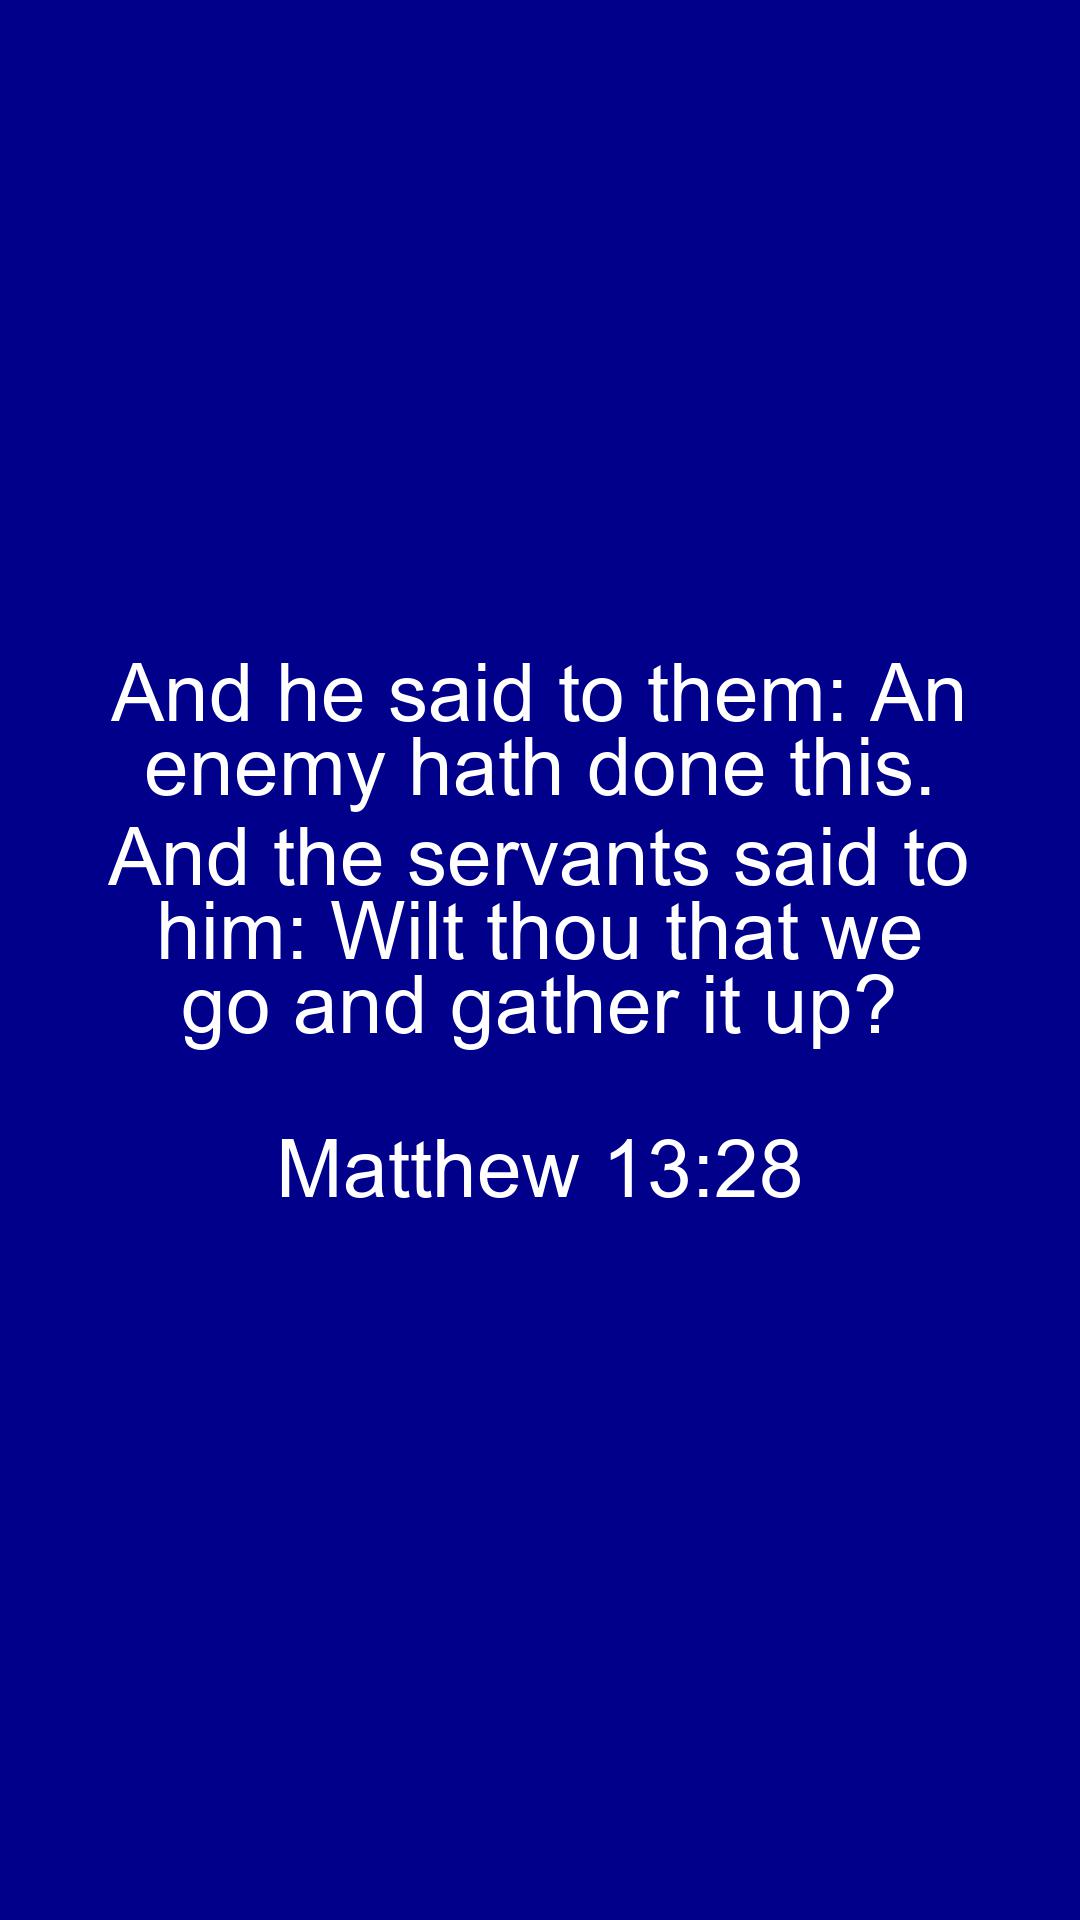 And he said to them: An
enemy hath done this.
And the servants said to
him: Wilt thou that we
go and gather it up?
Matthew 13:28